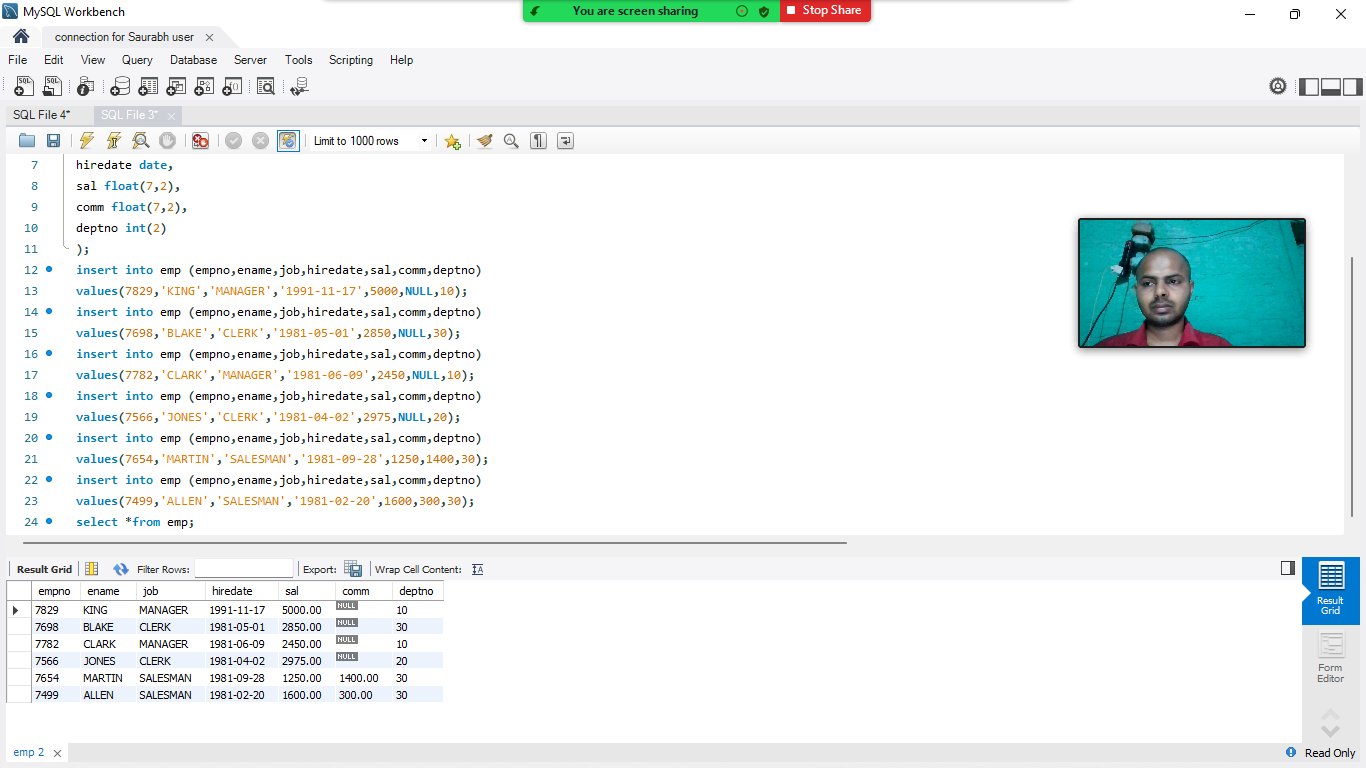 MySQL Workbench
You are screen sharing
Stop Share
connection for Saurabh user
File Edit View Query Database Server Tools Scripting Help
SQL File 4* SQL File 3*
Limit to 1000 rows
7 hiredate date,
8 sal float(7,2),
9 comm float(7,2),
10 deptno int(2)
11 );
12 insert into emp (empno,ename,job,hiredate,sal,comm,deptno)
13 values(7829,'KING','MANAGER','1991-11-17',5000,NULL,10);
14 insert into emp (empno,ename,job,hiredate,sal,comm,deptno)
15 values(7698,'BLAKE','CLERK','1981-05-01',2850,NULL,30);
16 insert into emp (empno,ename,job,hiredate,sal,comm,deptno)
17 values(7782,'CLARK','MANAGER','1981-06-09',2450,NULL,10);
18 insert into emp (empno,ename,job,hiredate,sal,comm,deptno)
19 values(7566,'JONES','CLERK','1981-04-02',2975,NULL,20);
20 insert into emp (empno,ename,job,hiredate,sal,comm,deptno)
21 values(7654,'MARTIN','SALESMAN','1981-09-28',1250,1400,30);
22 insert into emp (empno,ename,job,hiredate,sal,comm,deptno)
23 values(7499,'ALLEN','SALESMAN','1981-02-20',1600,300,30);
24 select *from emp;
Result Grid Filter Rows: Export: Wrap Cell Content:
empno ename job hiredate sal comm deptno
7829 KING MANAGER 1991-11-17 5000.00 NULL 10
7698 BLAKE CLERK 1981-05-01 2850.00 NULL 30
7782 CLARK MANAGER 1981-06-09 2450.00 NULL 10
7566 JONES CLERK 1981-04-02 2975.00 NULL 20
7654 MARTIN SALESMAN 1981-09-28 1250.00 1400.00 30
7499 ALLEN SALESMAN 1981-02-20 1600.00 300.00 30
Result
Grid
Form
Editor
emp 2
Read Only